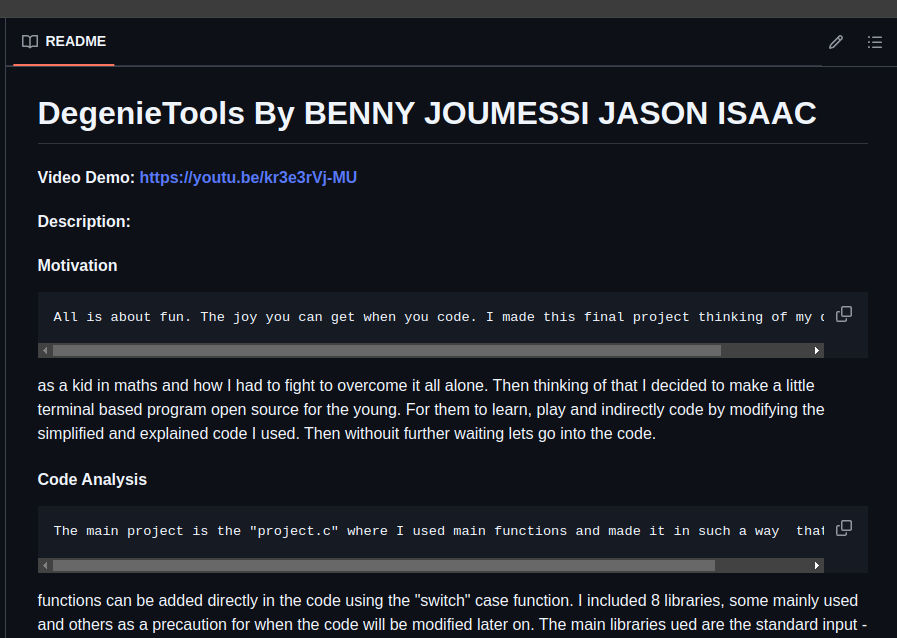 README
DegenieTools By BENNY JOUMESSI JASON ISAAC
Video Demo: https://youtu.be/kr3e3rVj-MU
Description:
Motivation
All is about fun. The joy you can get when you code. I made this final project thinking of my
as a kid in maths and how I had to fight to overcome it all alone. Then thinking of that I decided to make a little
terminal based program open source for the young. For them to learn, play and indirectly code by modifying the
simplified and explained code I used. Then withouit further waiting lets go into the code.
Code Analysis
The main project is the "project.c" where I used main functions and made it in such a way  that
functions can be added directly in the code using the "switch" case function. I included 8 libraries, some mainly used
and others as a precaution for when the code will be modified later on. The main libraries ued are the standard input -